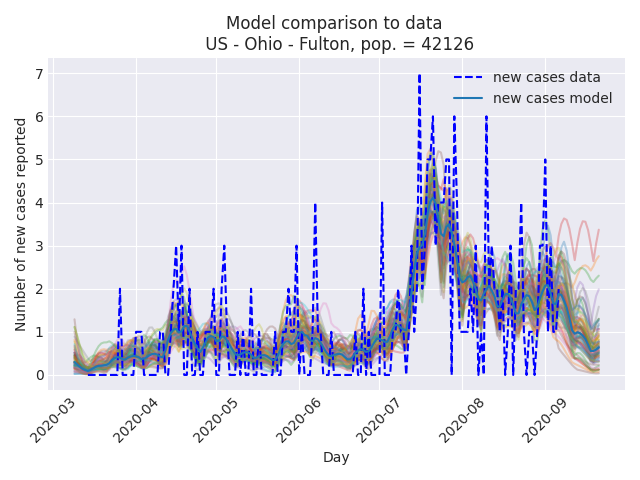 Model comparison to data
US - Ohio - Fulton, pop. = 42126
new cases data
new cases model
Number of new cases reported
7
6
5
4
3
2
1
0
2020-03
2020-04
2020-05
2020-06
2020-07
2020-08
2020-09
Day